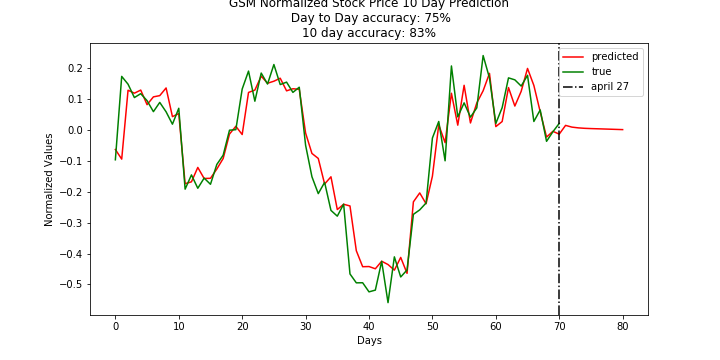 GSM Normalized Stock Price 10 Day Prediction
Day to Day accuracy: 75%
10 day accuracy: 83%
predicted
true
april 27
Normalized Values
0.2
0.1
0.0
−0.1
−0.2
−0.3
−0.4
−0.5
0 10 20 30 40 50 60 70 80
Days